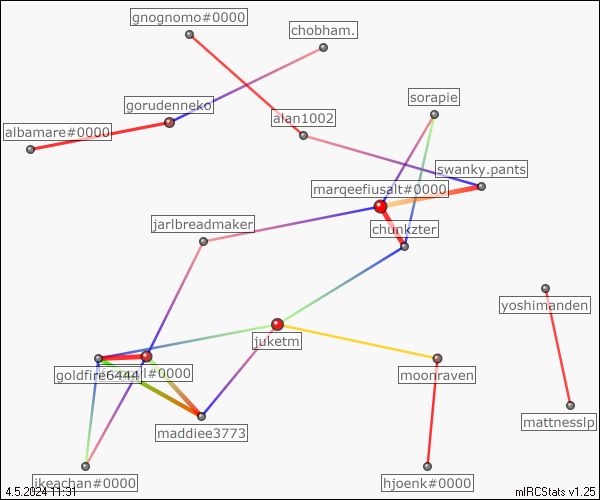 gnognomo#0000
chobham.
sorapie
gorudenneko
alan1002
albamare#0000
swanky.pants
marqeefiusalt#0000
chunkzter
jarlbreadmaker
yoshimanden
juketm
goldfire6444
l#0000
moonraven
mattnesslp
maddiee3773
ikeachan#0000
hjoenk#0000
4.5.2024 11:31
mIRCStats v1.25